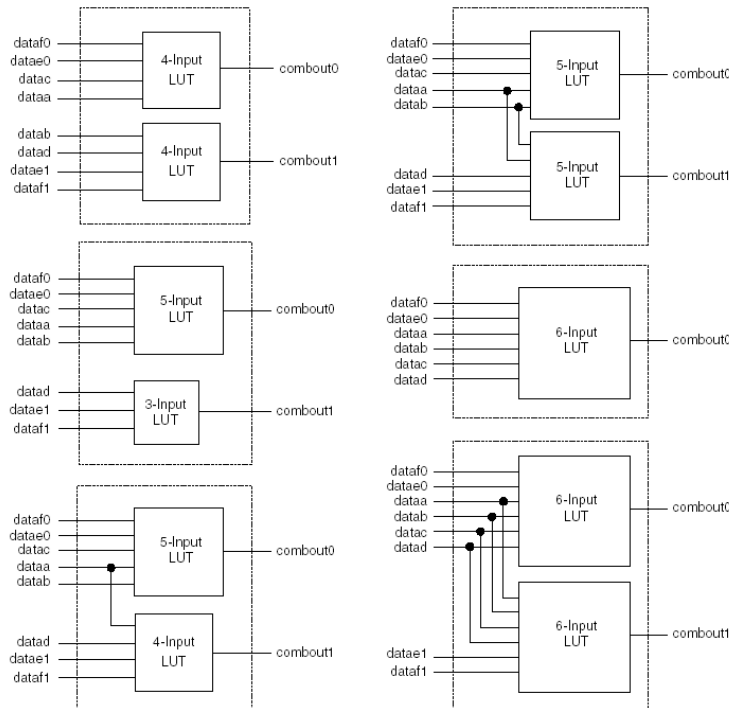 dataf0
datae0
datac
dataa
4-Input
LUT
combout0
datab
datad
datae1
dataf1
4-Input
LUT
combout1
dataf0
datae0
datac
dataa
datab
5-Input
LUT
combout0
datad
datae1
dataf1
3-Input
LUT
combout1
dataf0
datae0
datac
dataa
datab
5-Input
LUT
combout0
datad
datae1
dataf1
4-Input
LUT
combout1
dataf0
datae0
datac
dataa
datab
5-Input
LUT
combout0
datad
datae1
dataf1
5-Input
LUT
combout1
dataf0
datae0
dataa
datab
datac
datad
6-Input
LUT
combout0
dataf0
datae0
dataa
datab
datac
datad
6-Input
LUT
combout0
datae1
dataf1
6-Input
LUT
combout1